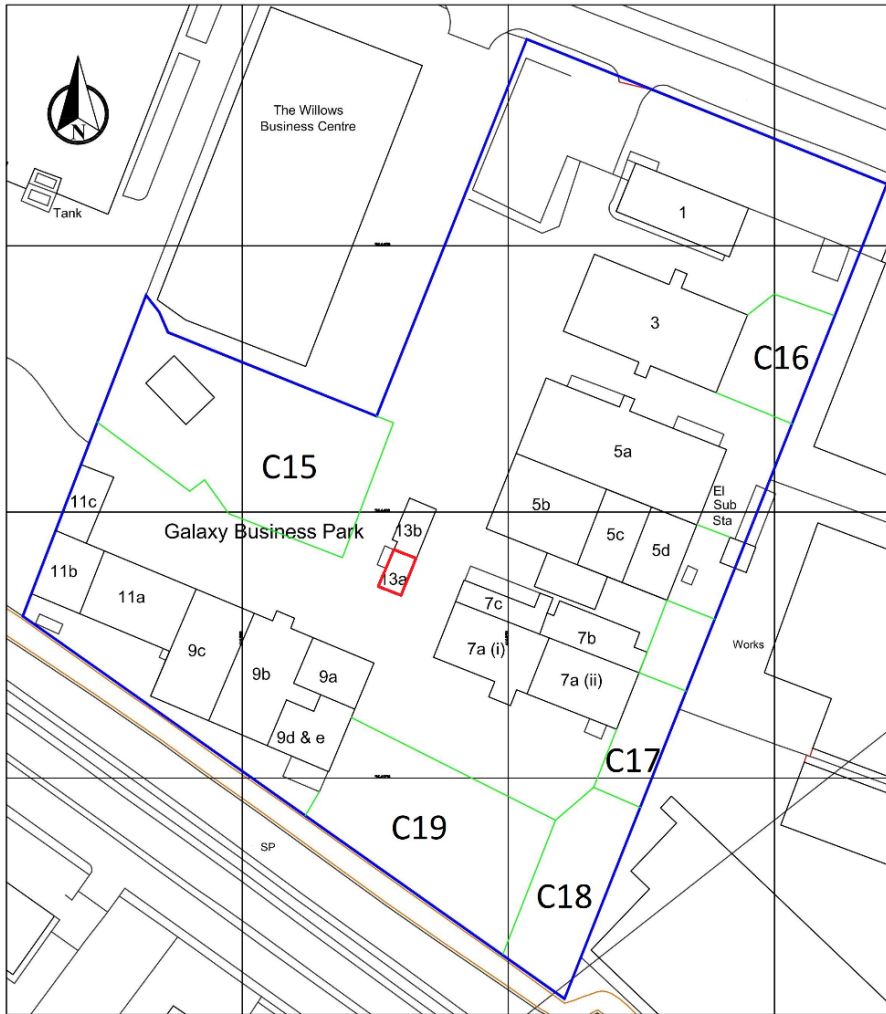 The Willows
Business Centre
N
Tank
1
3
C16
5a
C15
11c
5b
El
Sub
Sta
Galaxy Business Park
13b
5c
5d
11b
13a
11a
7c
7b
9c
7a (i)
Works
9b
9a
7a (ii)
9d & e
C17
C19
SP
C18